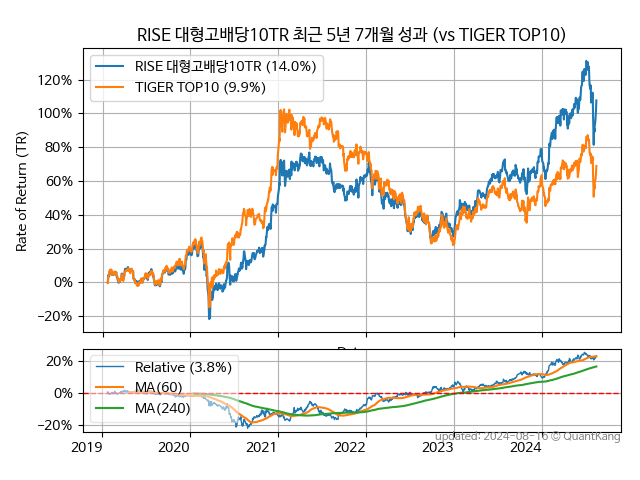 RISE 대형고배당10TR 최근 5년 7개월 성과 (vs TIGER TOP10)
RISE 대형고배당10TR (14.0%)
TIGER TOP10 (9.9%)
Rate of Return (TR)
120%
100%
80%
60%
40%
20%
0%
−20%
Relative (3.8%)
MA(60)
MA(240)
20%
0%
−20%
2019
2020
2021
2022
2023
2024
updated: 2024-08-16 © QuantKang